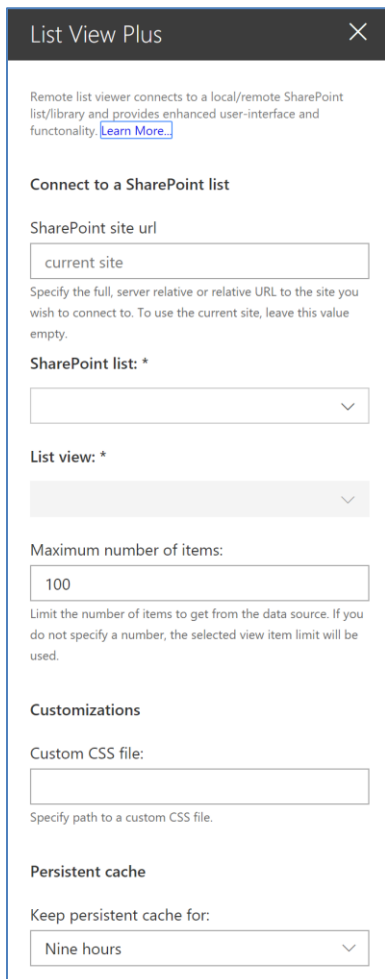 List View Plus
Remote list viewer connects to a local/remote SharePoint
list/library and provides enhanced user-interface and
functonality. Learn More...
Connect to a SharePoint list
SharePoint site url
current site
Specify the full, server relative or relative URL to the site you
wish to connect to. To use the current site, leave this value
empty.
SharePoint list: *
List view: *
Maximum number of items:
100
Limit the number of items to get from the data source. If you
do not specify a number, the selected view item limit will be
used.
Customizations
Custom CSS file:
Specify path to a custom CSS file.
Persistent cache
Keep persistent cache for:
Nine hours